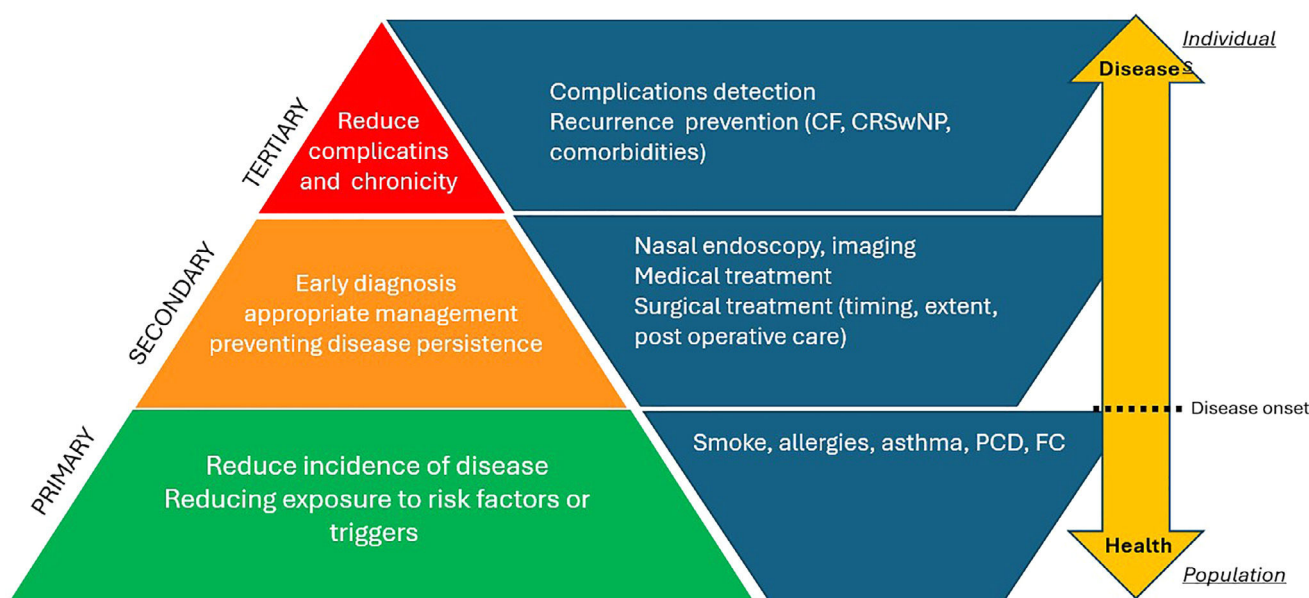 TERTIARY
Reduce
complicatins
and chronicity
Complications detection
Recurrence prevention (CF, CRSwNP,
comorbidities)
SECONDARY
Early diagnosis
appropriate management
preventing disease persistence
Nasal endoscopy, imaging
Medical treatment
Surgical treatment (timing, extent,
post operative care)
PRIMARY
Reduce incidence of disease
Reducing exposure to risk factors or
triggers
Smoke, allergies, asthma, PCD, FC
Individual
s
Disease
Disease onset
Health
Population